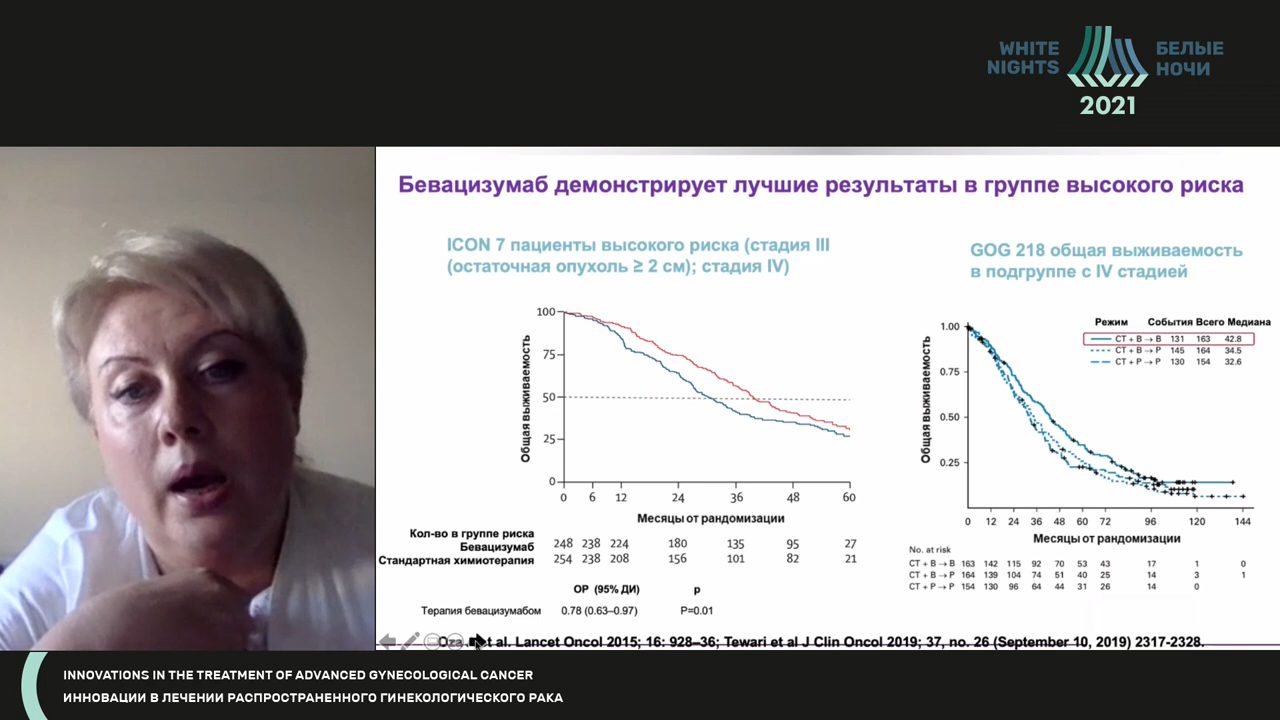 WHITE NIGHTS
БЕЛЫЕ НОЧИ
2021
Бевацизумаб демонстрирует лучшие результаты в группе высокого риска
ICON 7 пациенты высокого риска (стадия III
(остаточная опухоль ≥ 2 см); стадия IV)
GOG 218 общая выживаемость
в подгруппе с IV стадией
Общая выживаемость
100
75
50
25
0
0 6 12 24 36 48 60
Месяцы от рандомизации
Кол-во в группе риска
Бевацизумаб 248 238 224 180 135 95 27
Стандартная химиотерапия 254 238 208 156 101 82 21
ОР (95% ДИ) p
Терапия бевацизумабом 0.78 (0.63–0.97) P=0.01
Режим События Всего Медиана
CT + B → B 131 163 42.8
CT + B → P 145 164 34.5
CT + P → P 130 154 32.6
Общая выживаемость
1.00
0.75
0.50
0.25
0 12 24 36 48 60 72 96 120 144
Месяцы от рандомизации
No. at risk
CT + B → B 163 142 115 92 70 53 43 17 1 0
CT + B → P 164 139 104 74 51 40 25 14 3 1
CT + P → P 154 130 96 64 44 31 26 14 0
Oza et al. Lancet Oncol 2015; 16: 928–36; Tewari et al J Clin Oncol 2019; 37, no. 26 (September 10, 2019) 2317-2328.
INNOVATIONS IN THE TREATMENT OF ADVANCED GYNECOLOGICAL CANCER
ИННОВАЦИИ В ЛЕЧЕНИИ РАСПРОСТРАНЕННОГО ГИНЕКОЛОГИЧЕСКОГО РАКА